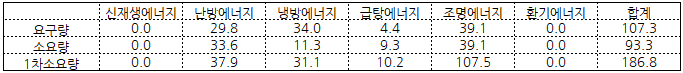 신재생에너지 난방에너지 냉방에너지 급탕에너지 조명에너지 환기에너지 합계
요구량 0.0 29.8 34.0 4.4 39.1 0.0 107.3
소요량 0.0 33.6 11.3 9.3 39.1 0.0 93.3
1차소요량 0.0 37.9 31.1 10.2 107.5 0.0 186.8